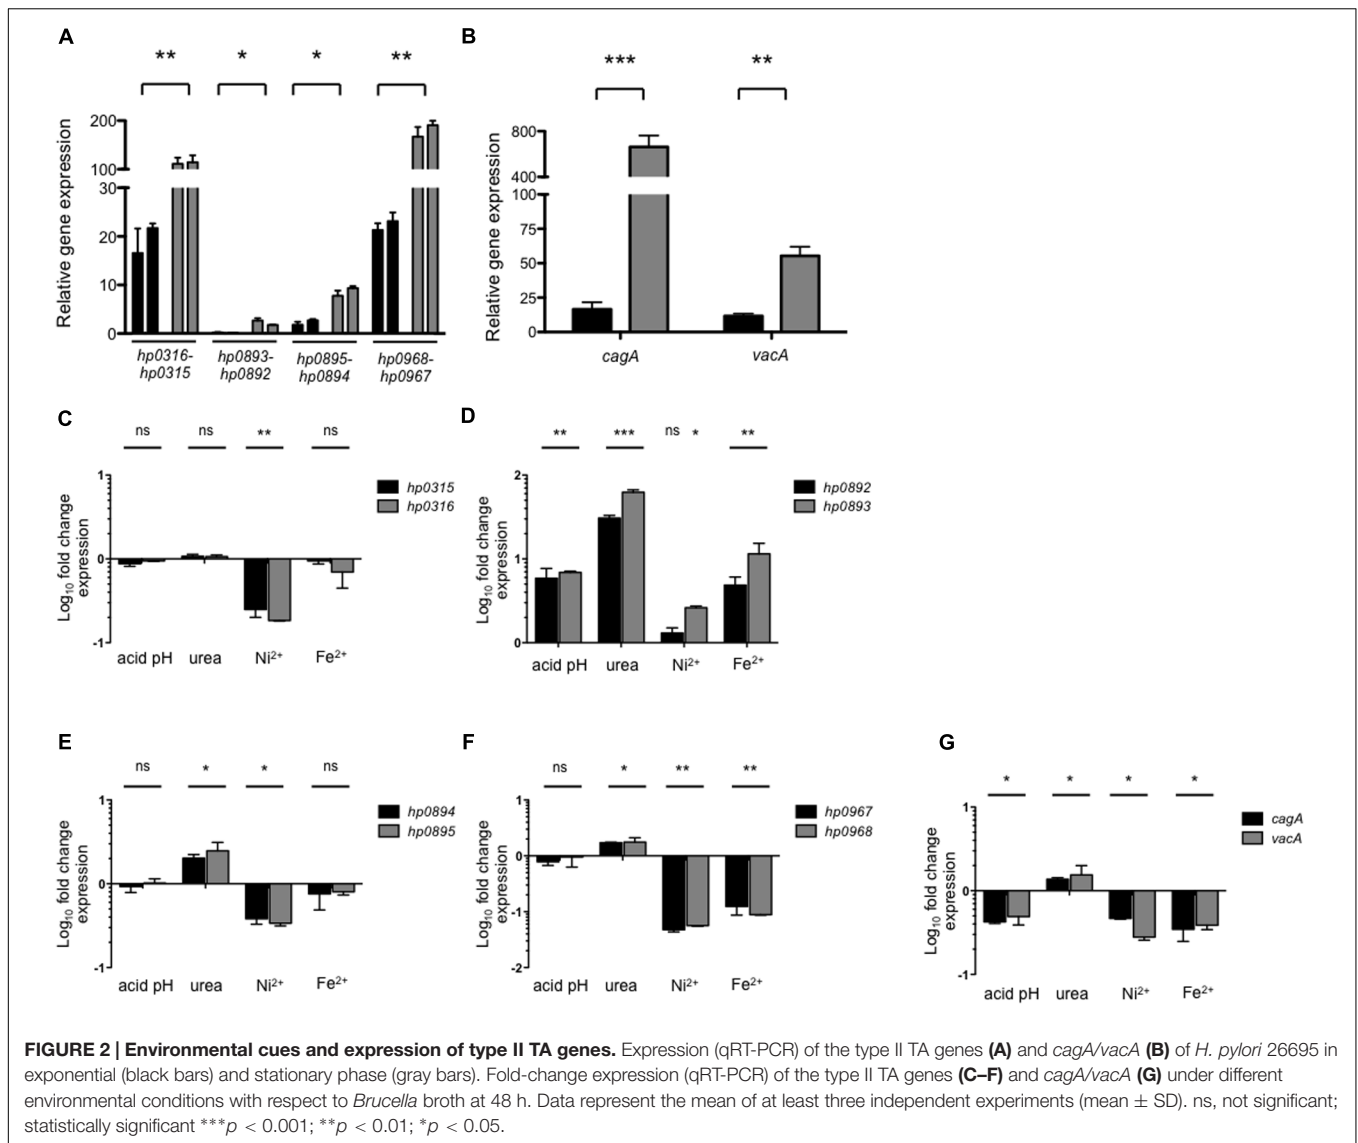 A
** * * **
Relative gene expression
200
100
30
20
10
0
hp0316-
hp0315
hp0893-
hp0892
hp0895-
hp0894
hp0968-
hp0967
B
*** **
Relative gene expression
800
400
100
75
50
25
0
cagA vacA
C
ns ns ** ns
Log10 fold change
expression
1
0
-1
acid pH urea Ni2+ Fe2+
hp0315
hp0316
D
** *** ns * **
Log10 fold change
expression
2
1
0
acid pH urea Ni2+ Fe2+
hp0892
hp0893
E
ns * * ns
Log10 fold change
expression
1
0
-1
acid pH urea Ni2+ Fe2+
hp0894
hp0895
F
ns * ** **
Log10 fold change
expression
1
0
-1
-2
acid pH urea Ni2+ Fe2+
hp0967
hp0968
G
* * * *
Log10 fold change
expression
1
0
-1
acid pH urea Ni2+ Fe2+
cagA
vacA
FIGURE 2 | Environmental cues and expression of type II TA genes. Expression (qRT-PCR) of the type II TA genes (A) and cagA/vacA (B) of H. pylori 26695 in
exponential (black bars) and stationary phase (gray bars). Fold-change expression (qRT-PCR) of the type II TA genes (C–F) and cagA/vacA (G) under different
environmental conditions with respect to Brucella broth at 48 h. Data represent the mean of at least three independent experiments (mean ± SD). ns, not significant;
statistically significant ***p < 0.001; **p < 0.01; *p < 0.05.